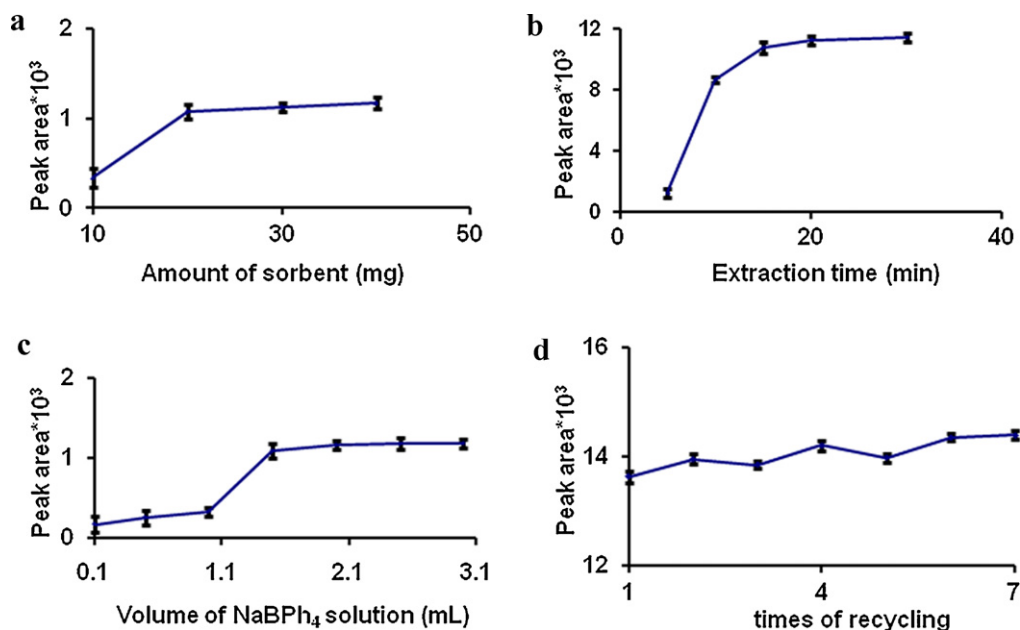 a
Peak area*10³
2
1
0
10
30
50
Amount of sorbent (mg)
b
Peak area*10³
12
8
4
0
0
20
40
Extraction time (min)
c
Peak area*10³
2
1
0
0.1
1.1
2.1
3.1
Volume of NaBPh₄ solution (mL)
d
Peak area*10³
16
14
12
1
4
7
times of recycling